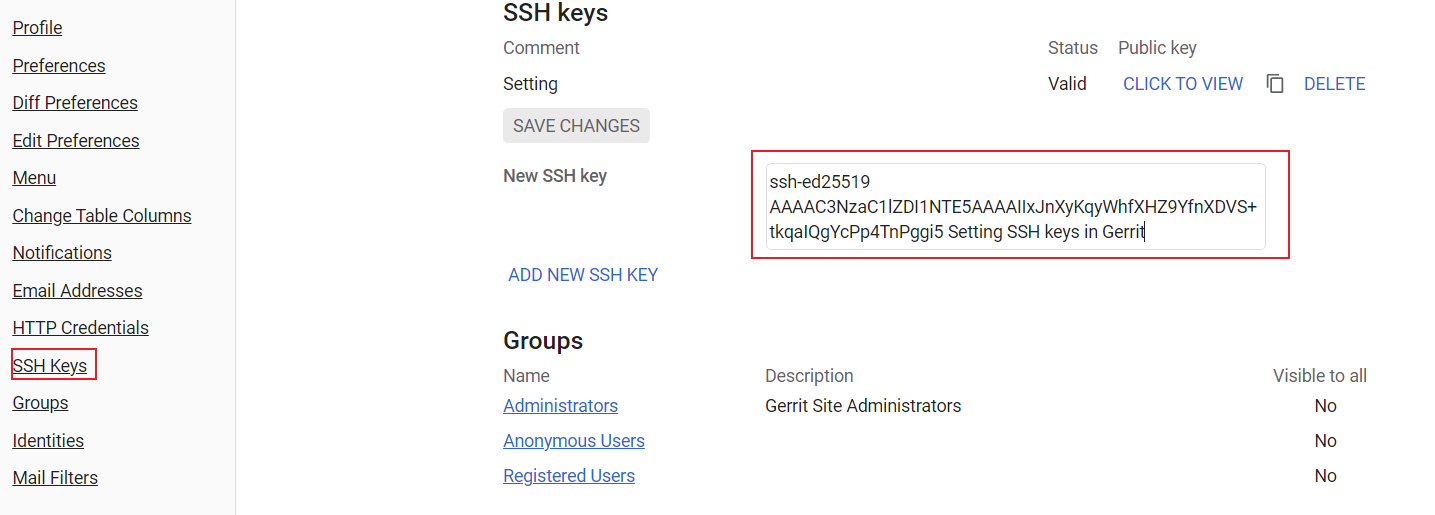 Profile
Preferences
Diff Preferences
Edit Preferences
Menu
Change Table Columns
Notifications
Email Addresses
HTTP Credentials
SSH Keys
Groups
Identities
Mail Filters
SSH keys
Comment Status Public key
Setting Valid CLICK TO VIEW DELETE
SAVE CHANGES
New SSH key
ssh-ed25519
AAAAC3NzaC1lZDI1NTE5AAAAIIxJnXyKqyWhfXHZ9YfnXDVS+
tkqaIQgYcPp4TnPggi5 Setting SSH keys in Gerrit
ADD NEW SSH KEY
Groups
Name Description Visible to all
Administrators Gerrit Site Administrators No
Anonymous Users No
Registered Users No